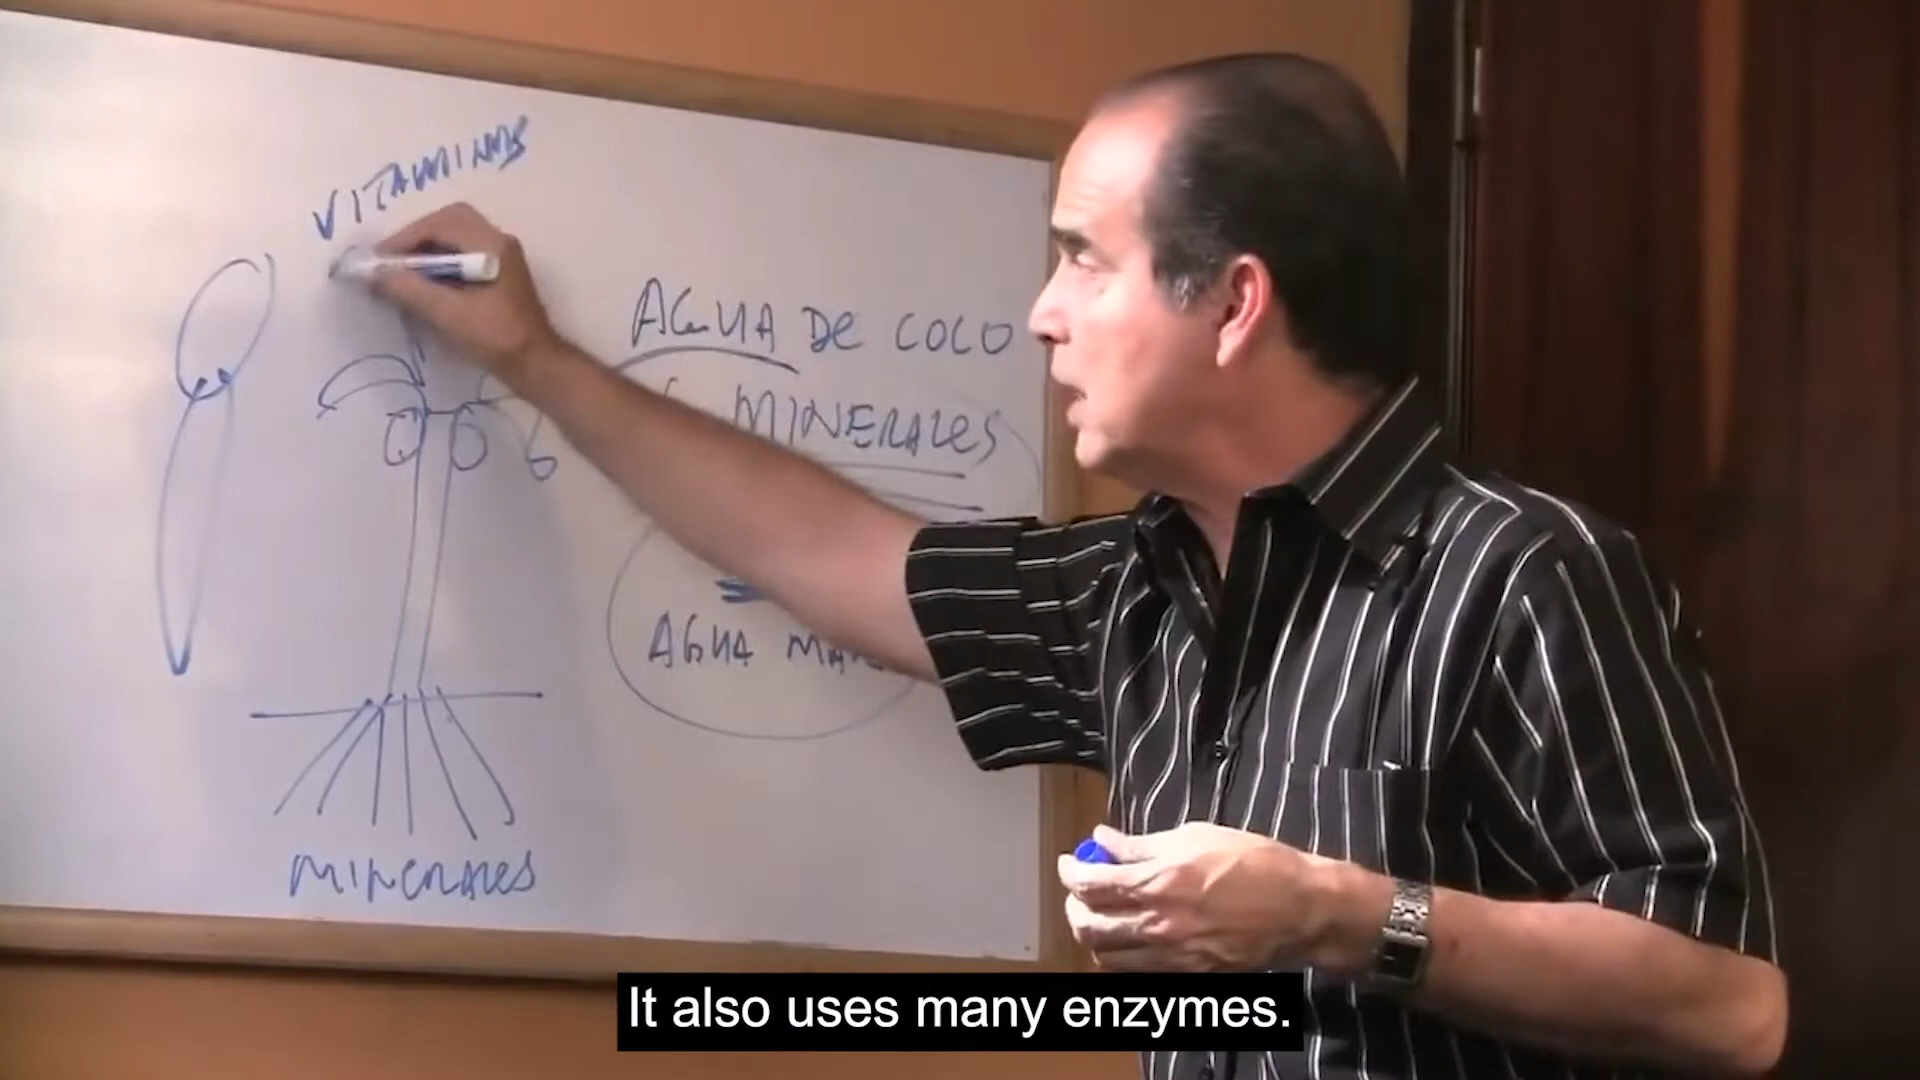 VITAMINAS
AGUA DE COCO
MINERALES
AGUA
MINERALES
It also uses many enzymes.